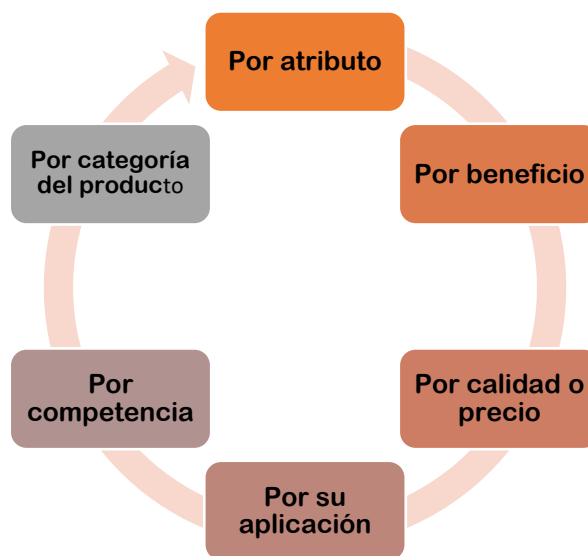 Por atributo
Por beneficio
Por calidad o
precio
Por su
aplicación
Por
competencia
Por categoría
del producto